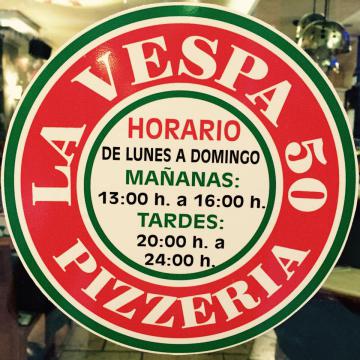 LA VESPA 50
PIZZERIA
HORARIO
DE LUNES A DOMINGO
MAÑANAS:
13:00 h. a 16:00 h.
TARDES:
20:00 h. a
24:00 h.